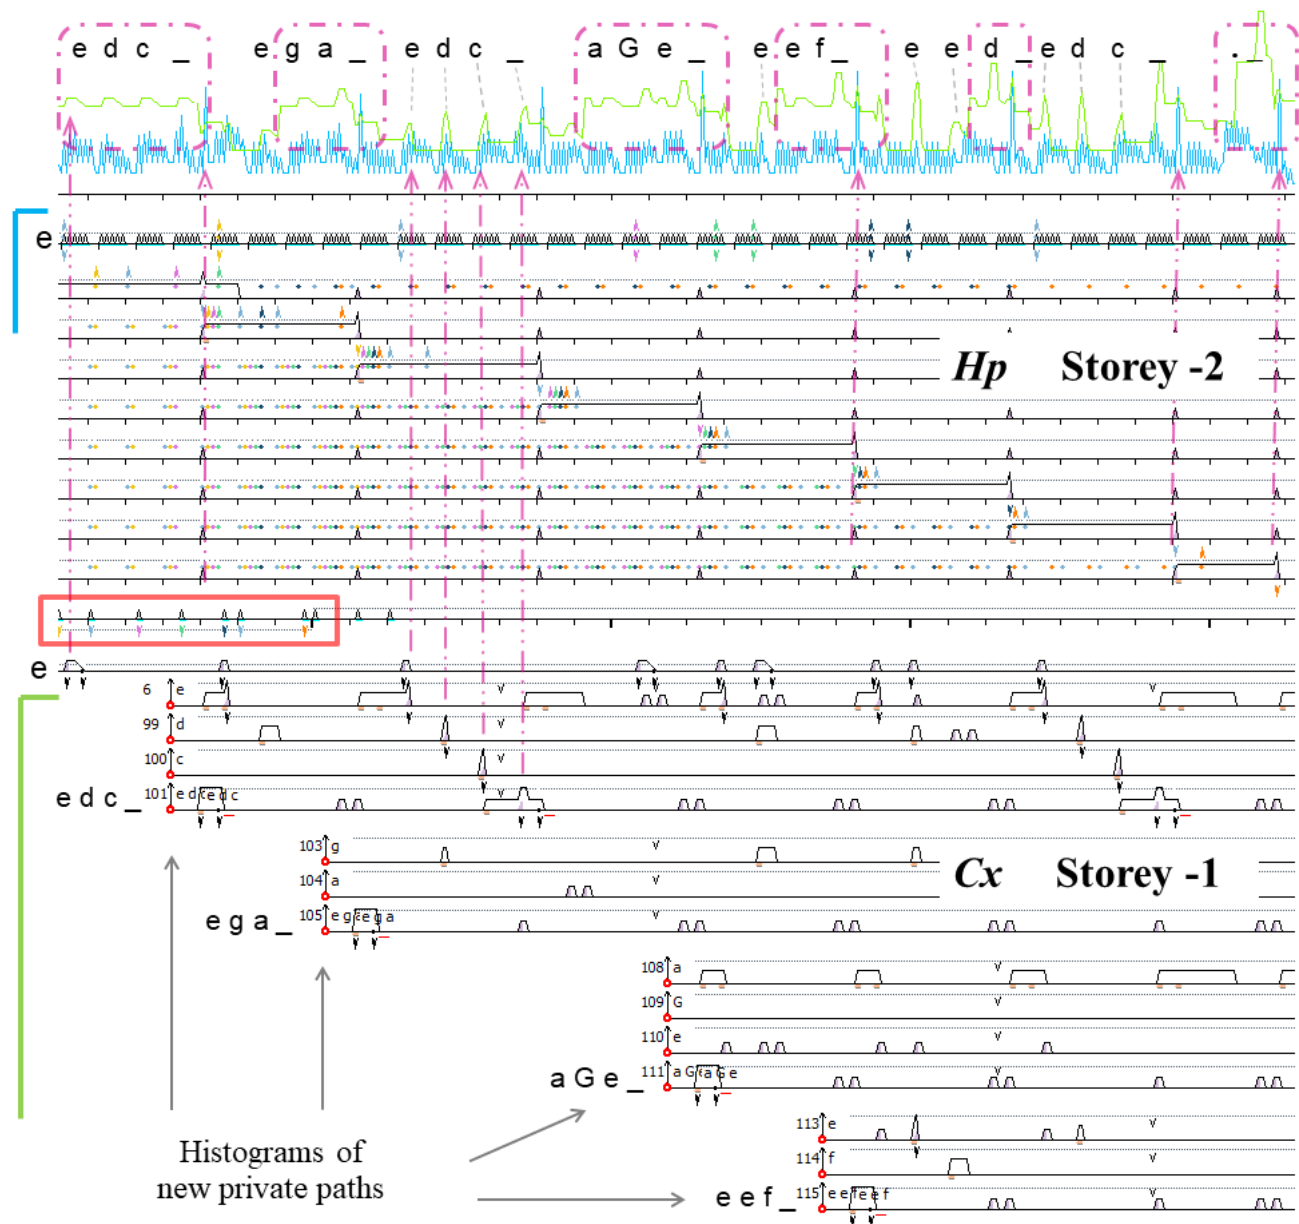 e d c _ e g a _ e d c _ a G e _ e e f _ e e d _ e d c _ . _
e
Hp Storey -2
e
6 e
99 d
100 c
e d c _ 101 e d c e d c
103 g
Cx Storey -1
104 a
e g a _ 105 e g a e g a
108 a
109 G
110 e
a G e _ 111 a G e a G e
113 e
Histograms of
114 f
new private paths
e e f _ 115 e e f e e f